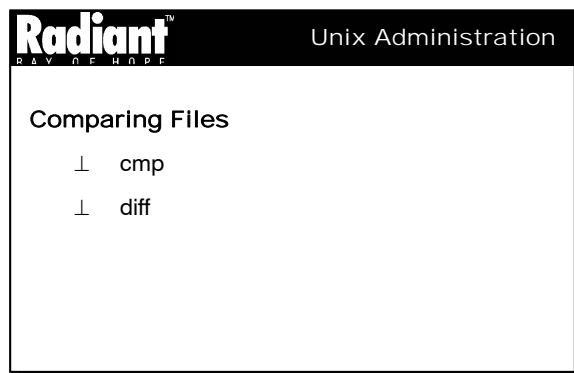 Radiant™
RAY OF HOPE
Unix Administration
Comparing Files
⊥ cmp
⊥ diff